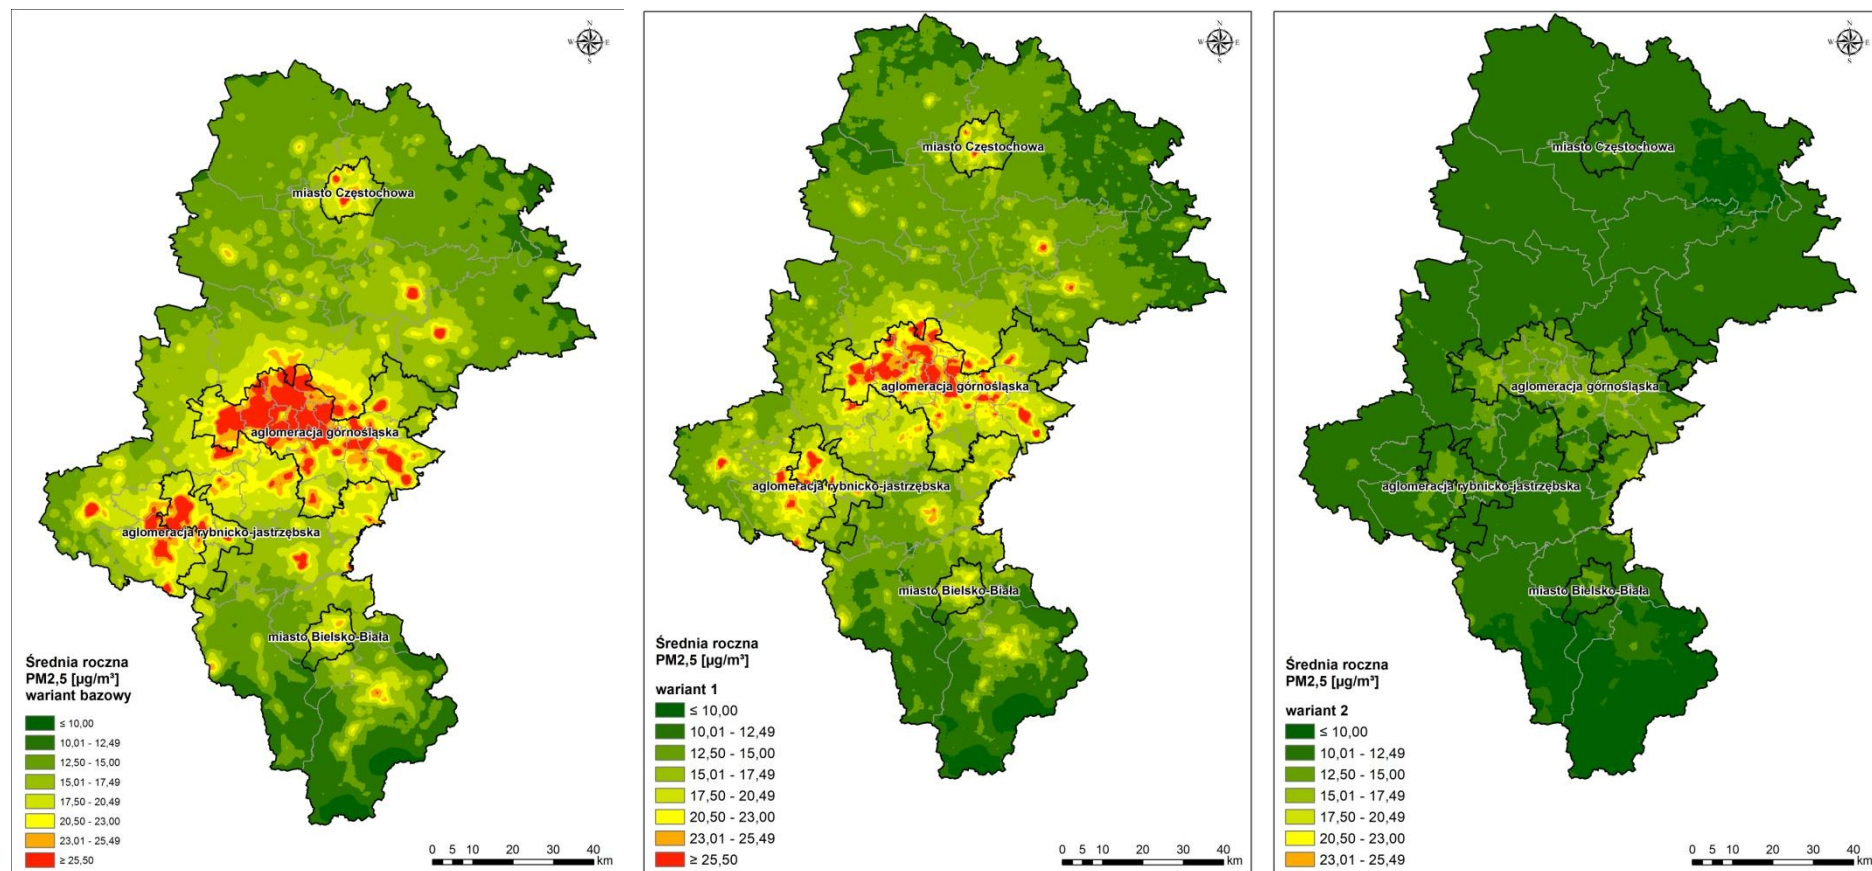 N
W E
S
miasto Częstochowa
aglomeracja górnośląska
aglomeracja rybnicko-jastrzębska
miasto Bielsko-Biała
Średnia roczna
PM2,5 [µg/m³]
wariant bazowy
≤ 10,00
10,01 - 12,49
12,50 - 15,00
15,01 - 17,49
17,50 - 20,49
20,50 - 23,00
23,01 - 25,49
≥ 25,50
0 5 10 20 30 40
km
N
W E
S
miasto Częstochowa
aglomeracja górnośląska
aglomeracja rybnicko-jastrzębska
miasto Bielsko-Biała
Średnia roczna
PM2,5 [µg/m³]
wariant 1
≤ 10,00
10,01 - 12,49
12,50 - 15,00
15,01 - 17,49
17,50 - 20,49
20,50 - 23,00
23,01 - 25,49
≥ 25,50
0 5 10 20 30 40
km
N
W E
S
miasto Częstochowa
aglomeracja górnośląska
aglomeracja rybnicko-jastrzębska
miasto Bielsko-Biała
Średnia roczna
PM2,5 [µg/m³]
wariant 2
≤ 10,00
10,01 - 12,49
12,50 - 15,00
15,01 - 17,49
17,50 - 20,49
20,50 - 23,00
23,01 - 25,49
0 5 10 20 30 40
km